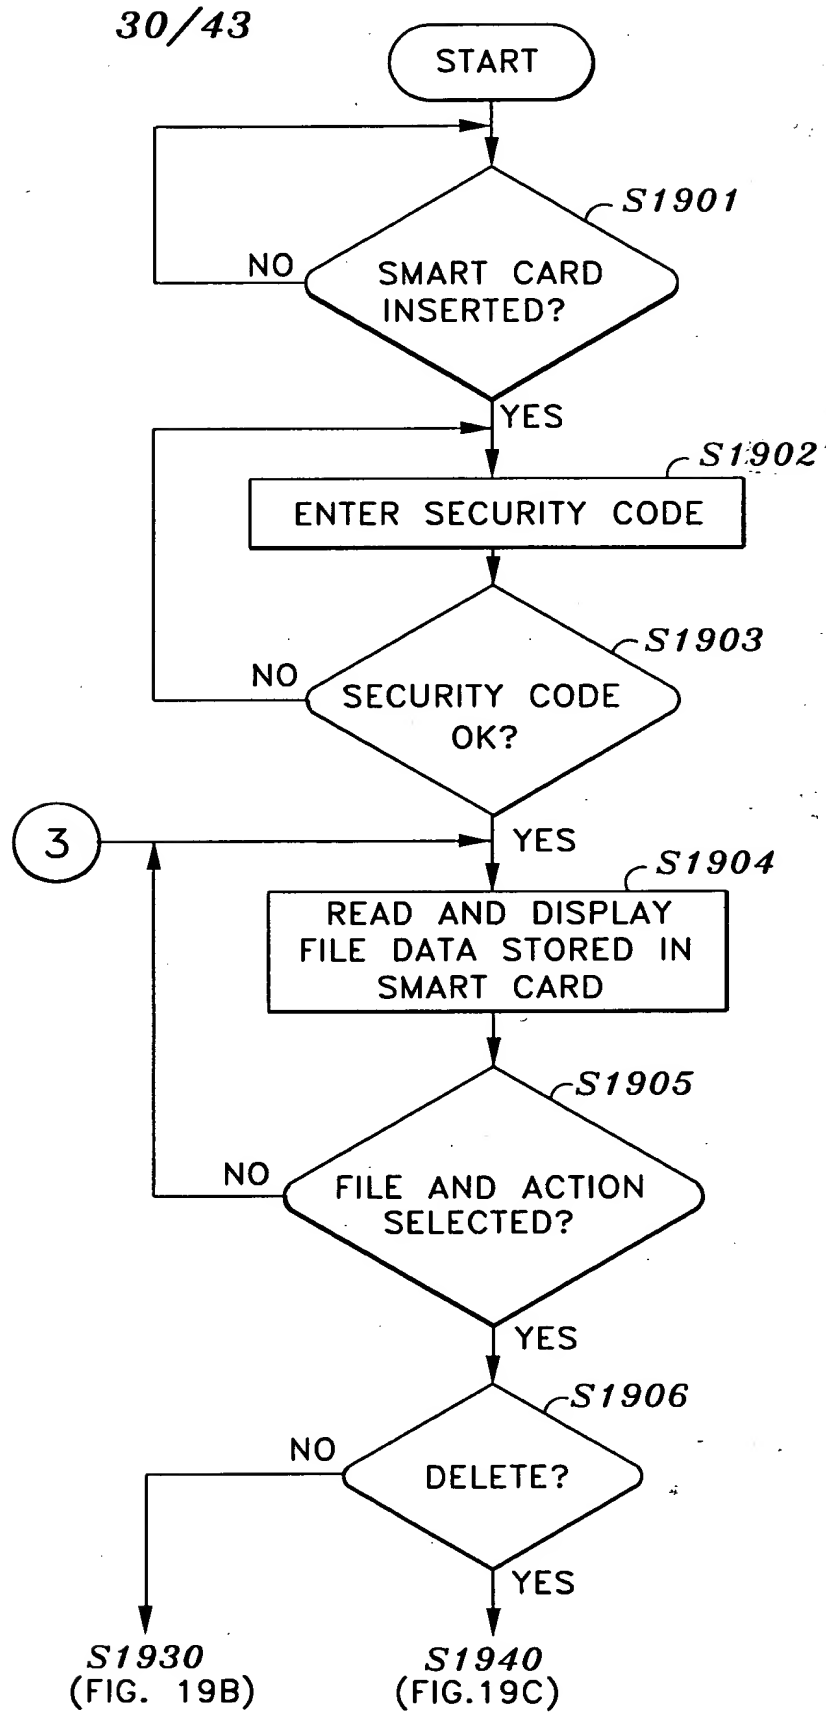 30/43
START
S1901
NO
SMART CARD
INSERTED?
YES
S1902
ENTER SECURITY CODE
S1903
NO
SECURITY CODE
OK?
3
YES
S1904
READ AND DISPLAY
FILE DATA STORED IN
SMART CARD
S1905
NO
FILE AND ACTION
SELECTED?
YES
S1906
NO
DELETE?
YES
S1930
(FIG. 19B)
S1940
(FIG.19C)